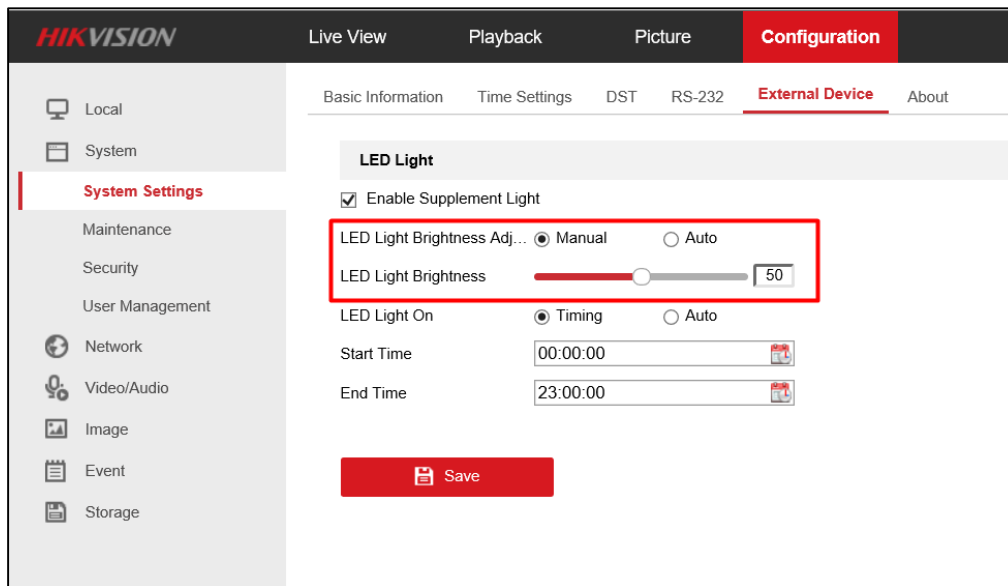 HIKVISION
Live View Playback Picture Configuration
Local
System
System Settings
Maintenance
Security
User Management
Network
Video/Audio
Image
Event
Storage
Basic Information Time Settings DST RS-232 External Device About
LED Light
Enable Supplement Light
LED Light Brightness Adj... Manual Auto
LED Light Brightness 50
LED Light On Timing Auto
Start Time 00:00:00
End Time 23:00:00
Save